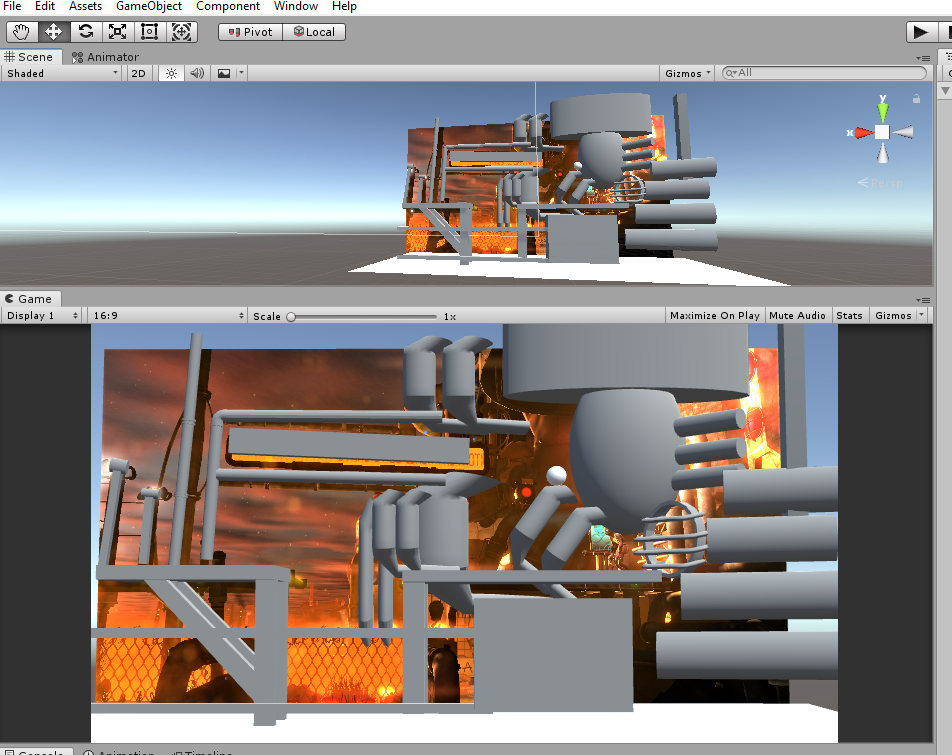 File Edit Assets GameObject Component Window Help
Pivot Local
Scene Animator
Shaded 2D Gizmos All
y
x
Persp
Game
Display 1 16:9 Scale 1x Maximize On Play Mute Audio Stats Gizmos
Console Animation Timeline